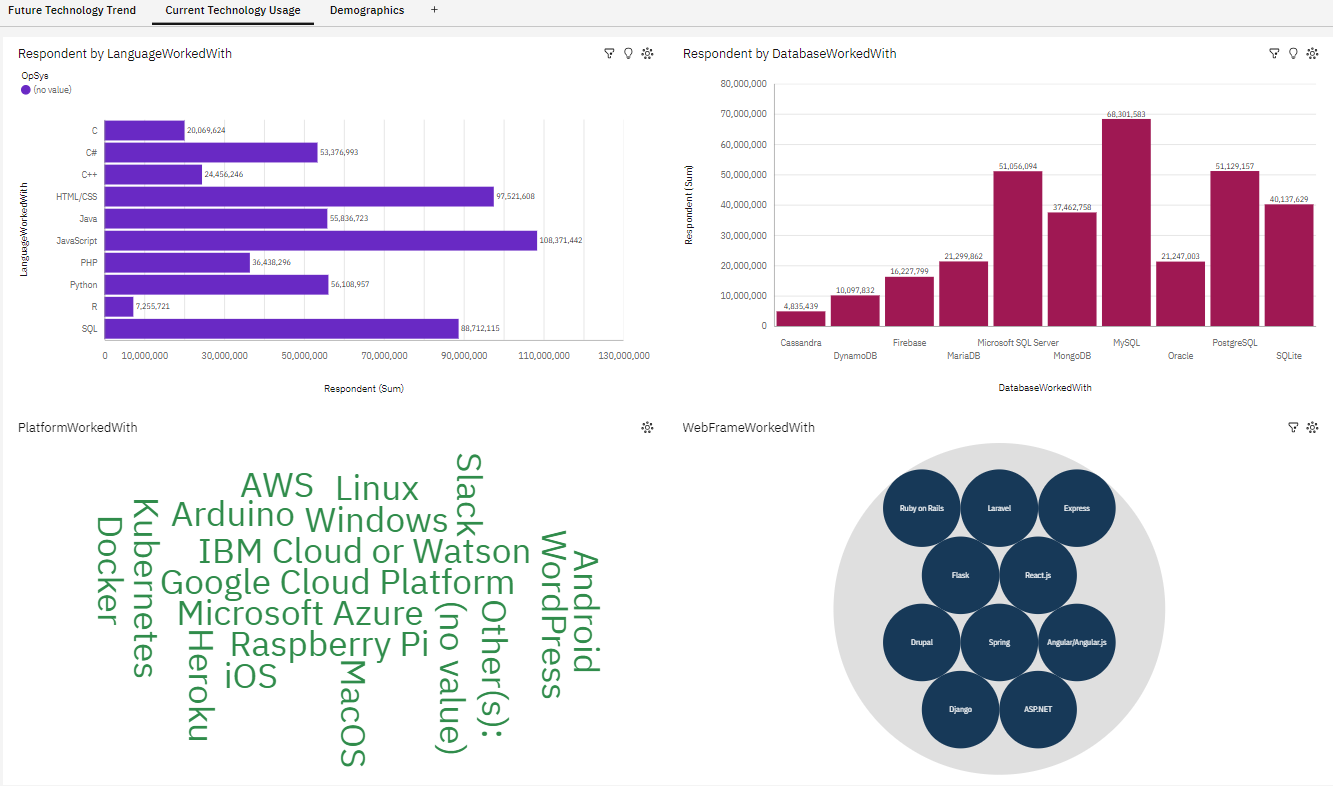 Future Technology Trend
Current Technology Usage
Demographics
+
Respondent by LanguageWorkedWith
OpSys
(no value)
LanguageWorkedWith
C
20,069,624
C#
53,376,993
C++
24,456,246
HTML/CSS
97,521,608
Java
55,836,723
JavaScript
108,371,442
PHP
36,438,296
Python
56,108,957
R
7,255,721
SQL
88,712,115
0
10,000,000
30,000,000
50,000,000
70,000,000
90,000,000
110,000,000
130,000,000
Respondent (Sum)
Respondent by DatabaseWorkedWith
Respondent (Sum)
80,000,000
70,000,000
60,000,000
50,000,000
40,000,000
30,000,000
20,000,000
10,000,000
0
4,835,439
10,097,832
16,227,799
21,299,862
51,056,094
37,462,758
68,301,583
21,247,003
51,129,157
40,137,629
Cassandra
DynamoDB
Firebase
MariaDB
Microsoft SQL Server
MongoDB
MySQL
Oracle
PostgreSQL
SQLite
DatabaseWorkedWith
PlatformWorkedWith
AWS
Linux
Slack
Arduino
Windows
Kubernetes
Docker
IBM Cloud or Watson
WordPress
Android
Google Cloud Platform
Microsoft Azure
(no value)
Other(s):
Heroku
Raspberry Pi
iOS
MacOS
WebFrameWorkedWith
Ruby on Rails
Laravel
Express
Flask
React.js
Drupal
Spring
Angular/Angular.js
Django
ASP.NET